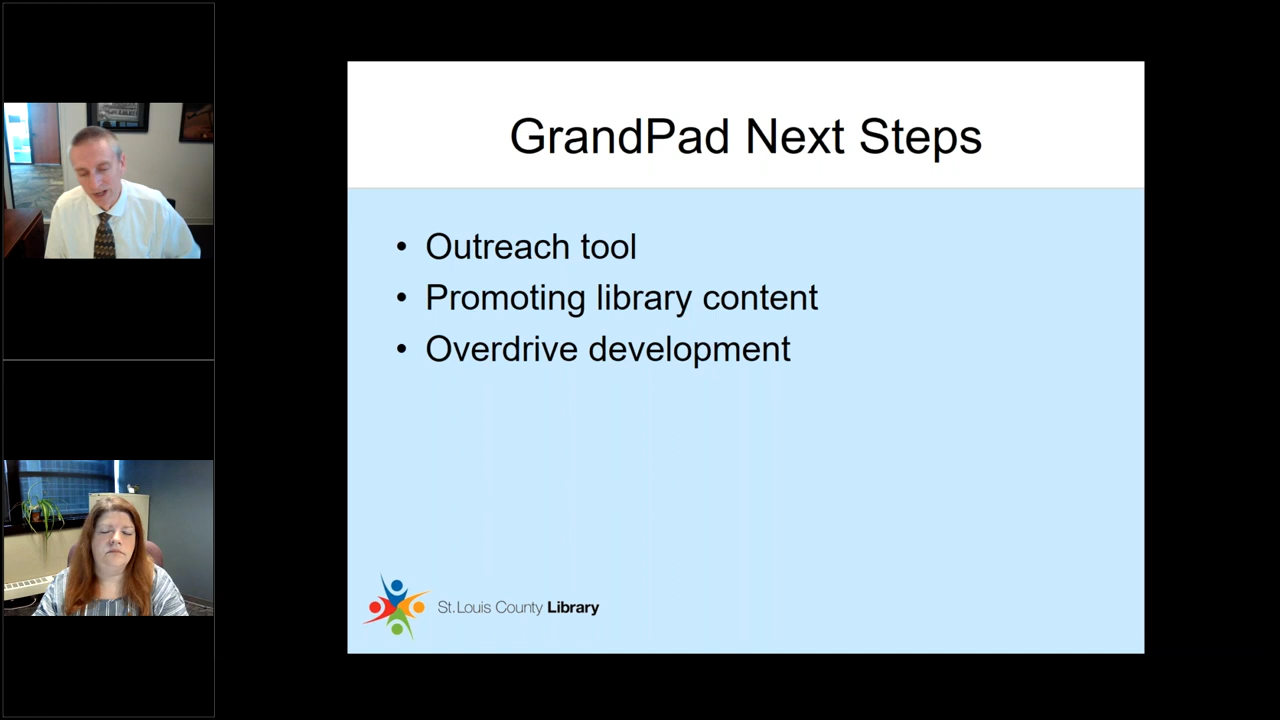 GrandPad Next Steps
• Outreach tool
• Promoting library content
• Overdrive development
St. Louis County Library